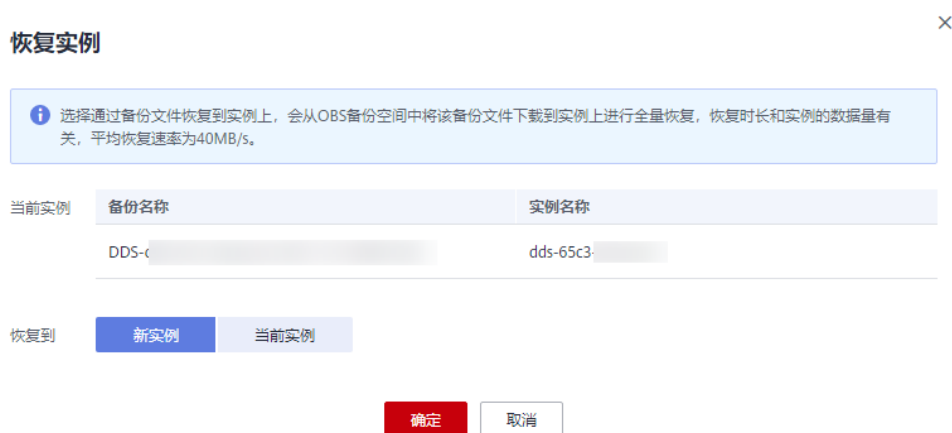 恢复实例
选择通过备份文件恢复到实例上，会从OBS备份空间中将该备份文件下载到实例上进行全量恢复，恢复时长和实例的数据量有
关，平均恢复速率为40MB/s。
当前实例 备份名称 实例名称
DDS- dds-65c3-
恢复到 新实例 当前实例
确定 取消